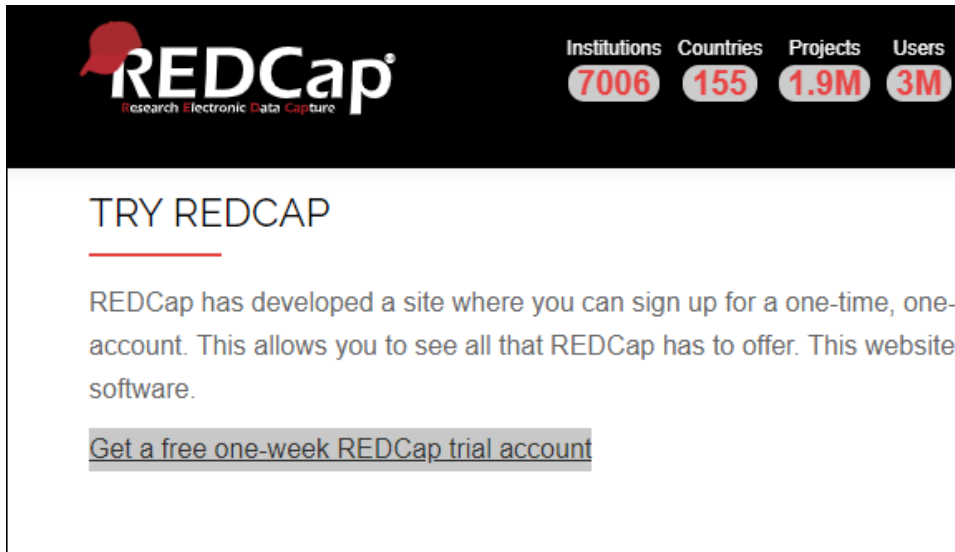 REDCap®
Research Electronic Data Capture
Institutions Countries Projects Users
7006 155 1.9M 3M
TRY REDCAP
REDCap has developed a site where you can sign up for a one-time, one-
account. This allows you to see all that REDCap has to offer. This website
software.
Get a free one-week REDCap trial account